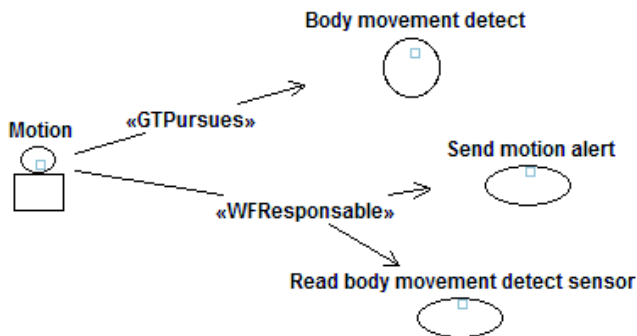 Body movement detect
«GTPursues»
Motion
Send motion alert
«WFResponsable»
Read body movement detect sensor